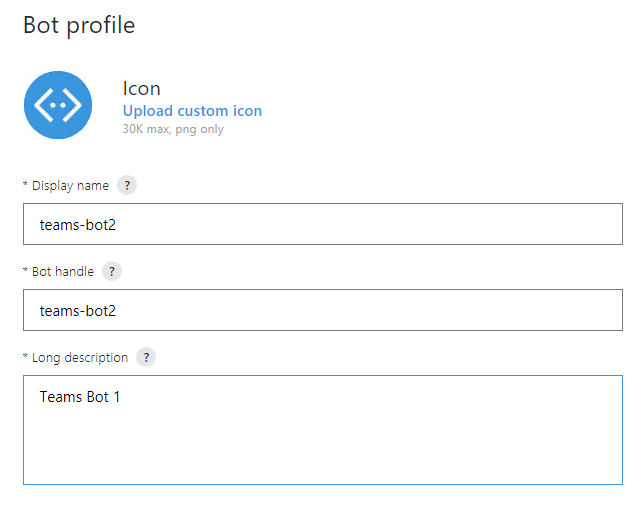 Bot profile
Icon
Upload custom icon
30K max, png only
* Display name ?
teams-bot2
* Bot handle ?
teams-bot2
* Long description ?
Teams Bot 1